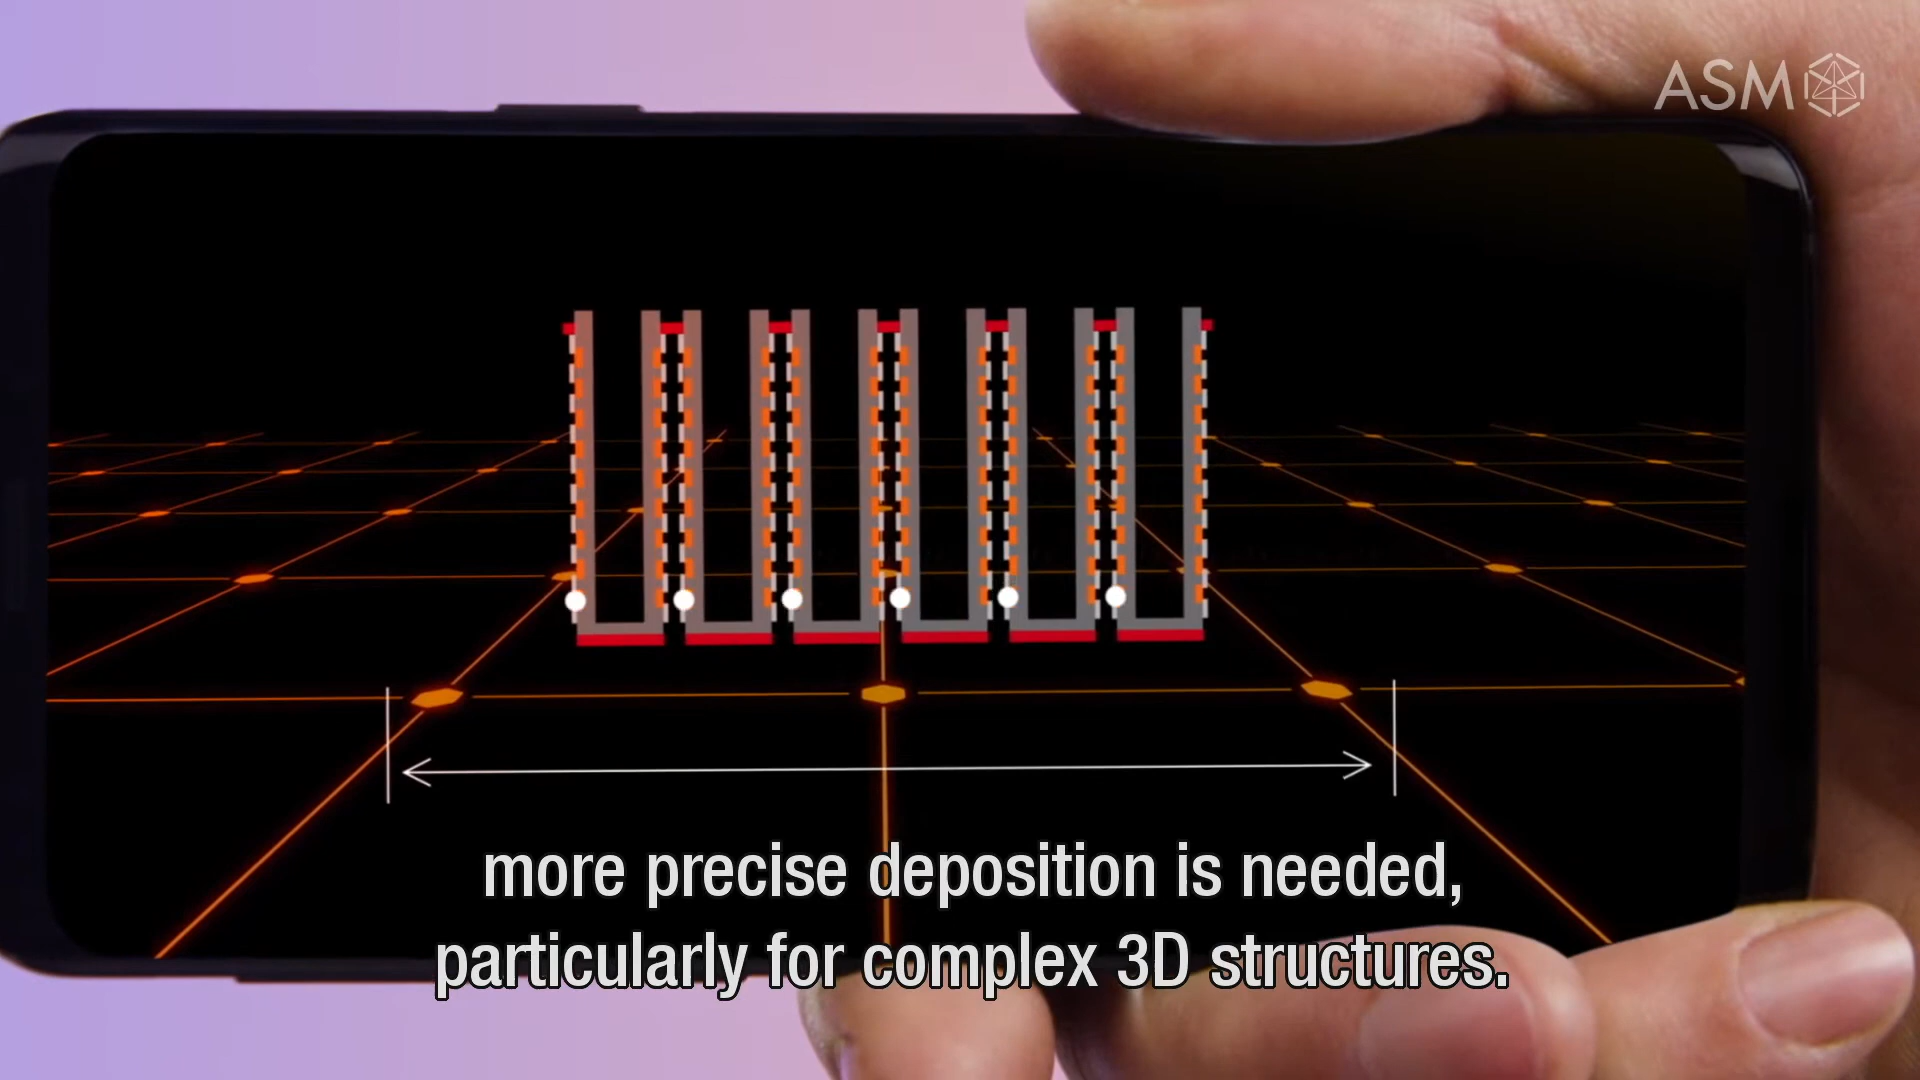 ASM
more precise deposition is needed,
particularly for complex 3D structures.